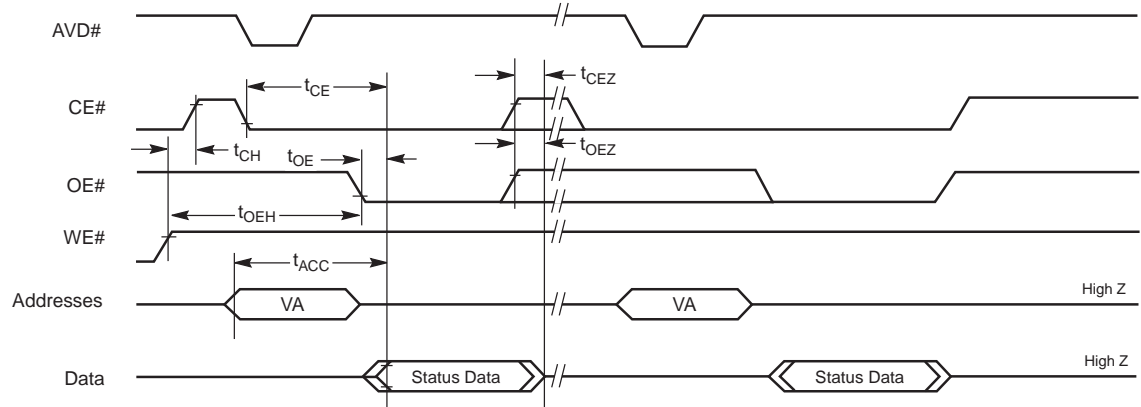 AVD#
tCEZ
tCE
CE#
tCH
tOE
tOEZ
OE#
tOEH
WE#
tACC
Addresses
VA
VA
High Z
Data
Status Data
Status Data
High Z